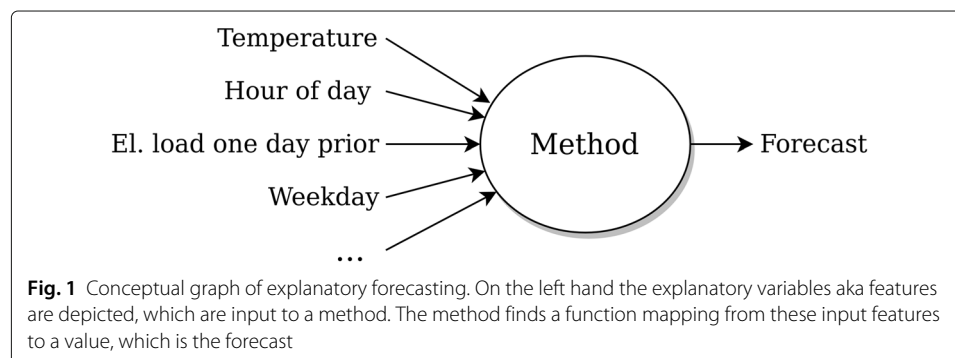 Temperature
Hour of day
El. load one day prior
Weekday
...
Method
Forecast
Fig. 1 Conceptual graph of explanatory forecasting. On the left hand the explanatory variables aka features
are depicted, which are input to a method. The method finds a function mapping from these input features
to a value, which is the forecast